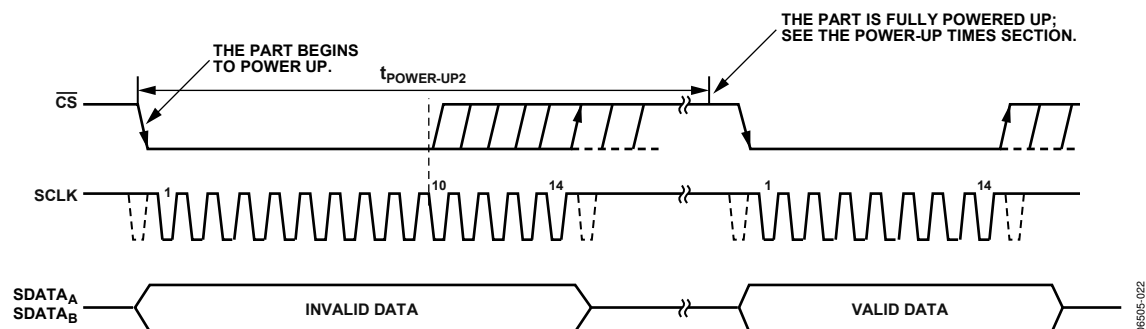 THE PART BEGINS
TO POWER UP.
tPOWER-UP2
THE PART IS FULLY POWERED UP;
SEE THE POWER-UP TIMES SECTION.
CS
SCLK
1
10
14
1
14
SDATAA
SDATAB
INVALID DATA
VALID DATA
06505-022